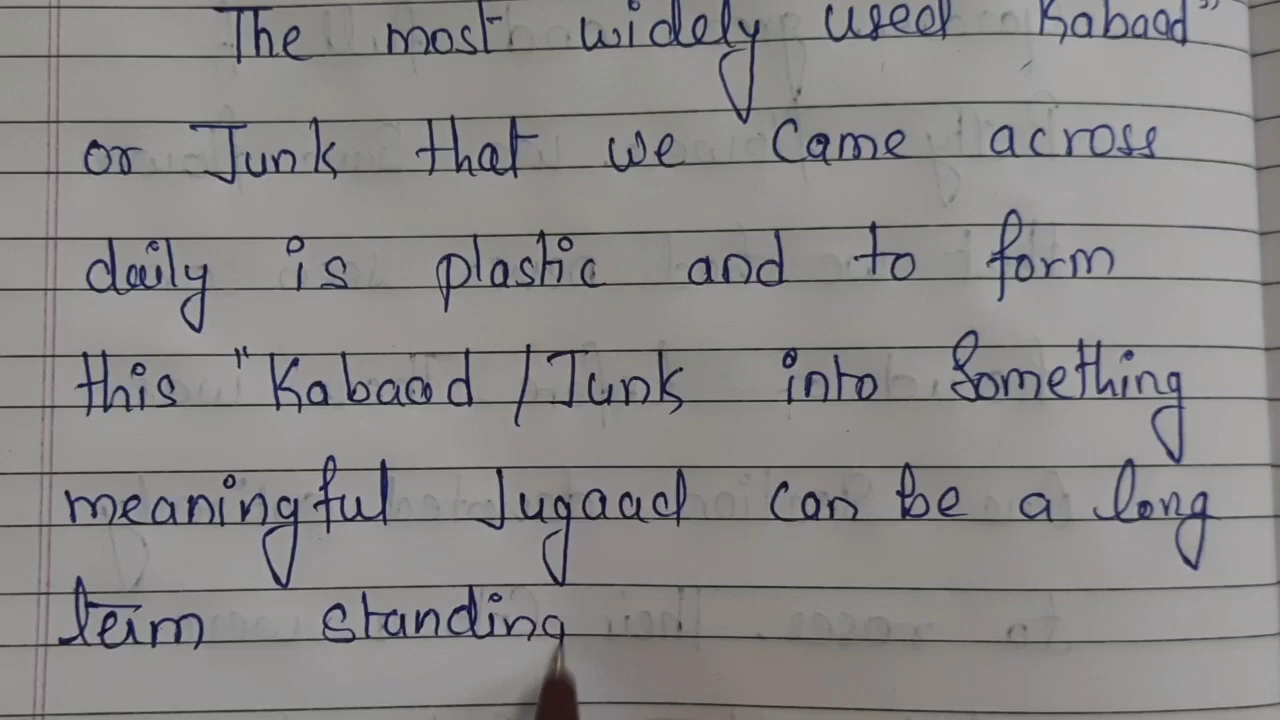 The most widely used Kabaad"
or Junk that we came across
daily is plastic and to form
this "Kabaad / Junk into Something
meaningful Jugaad can be a long
term standing